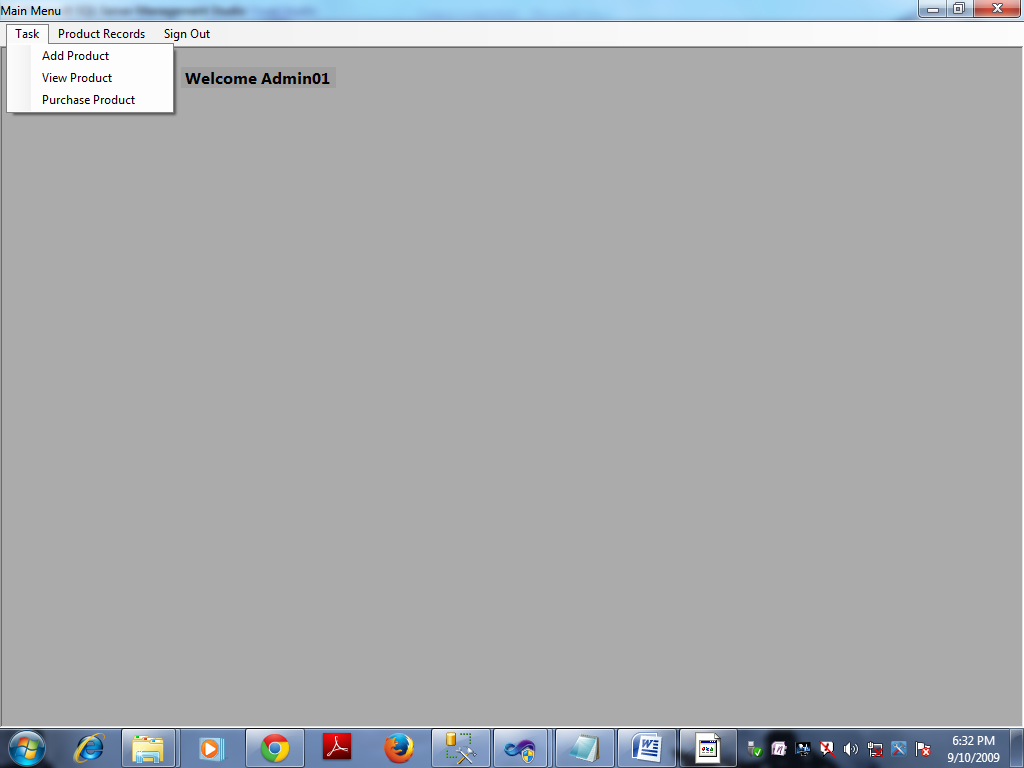 Main Menu
Task Product Records Sign Out
Add Product
View Product
Purchase Product
Welcome Admin01
6:32 PM
9/10/2009